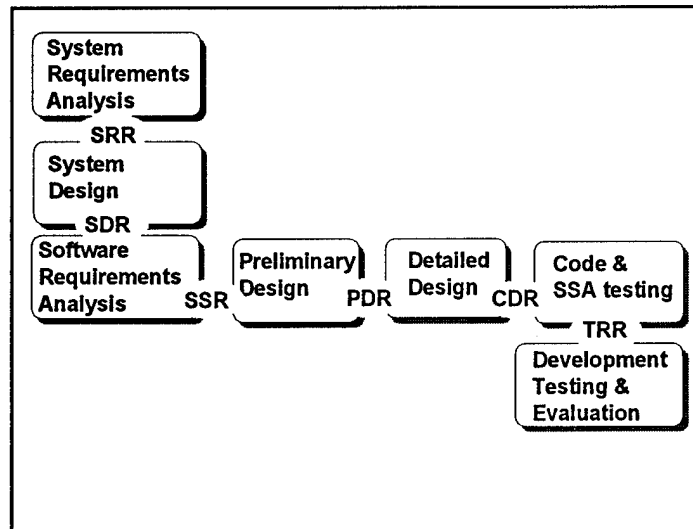 System
Requirements
Analysis
SRR
System
Design
SDR
Software
Requirements
Analysis
SSR
Preliminary
Design
PDR
Detailed
Design
CDR
Code &
SSA testing
TRR
Development
Testing &
Evaluation